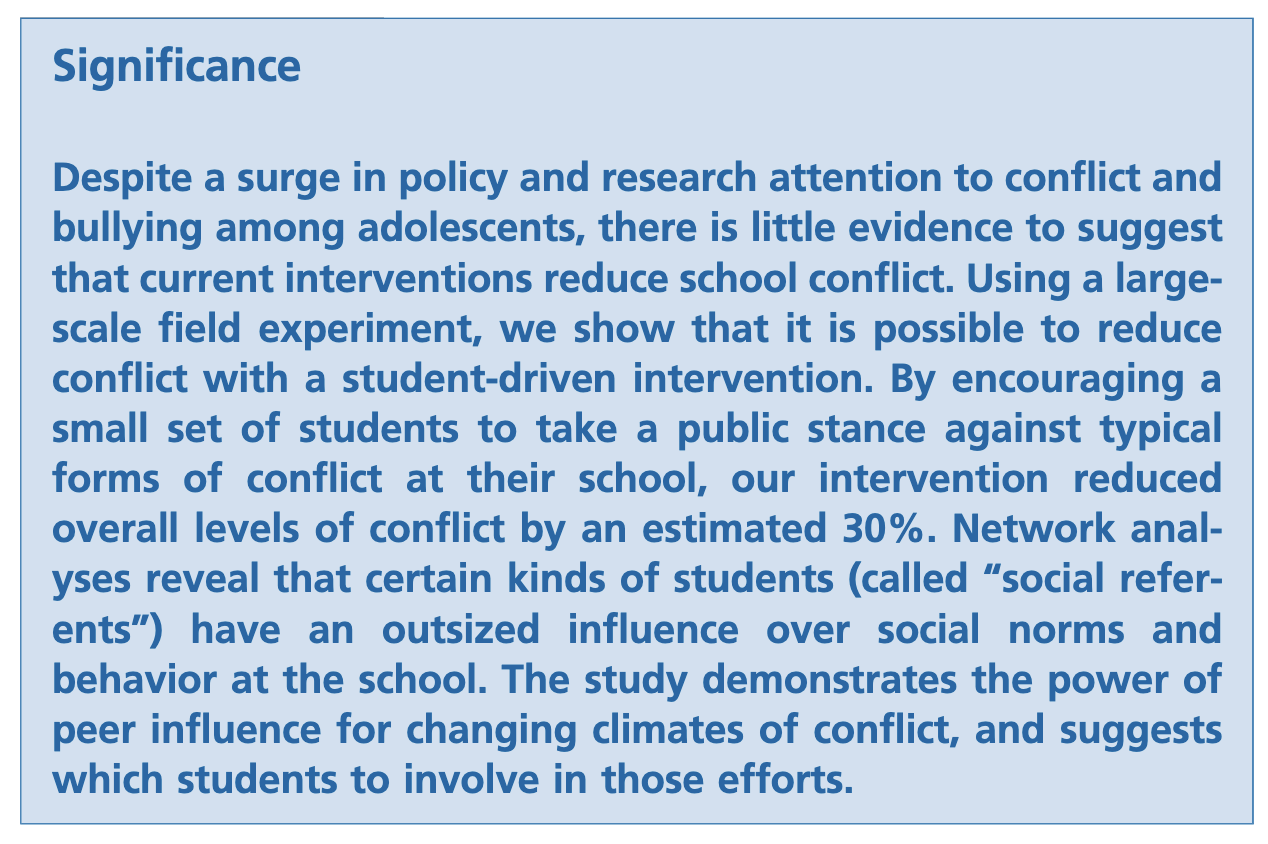 Significance
Despite a surge in policy and research attention to conflict and
bullying among adolescents, there is little evidence to suggest
that current interventions reduce school conflict. Using a large-
scale field experiment, we show that it is possible to reduce
conflict with a student-driven intervention. By encouraging a
small set of students to take a public stance against typical
forms of conflict at their school, our intervention reduced
overall levels of conflict by an estimated 30%. Network anal-
yses reveal that certain kinds of students (called “social refer-
ents”) have an outsized influence over social norms and
behavior at the school. The study demonstrates the power of
peer influence for changing climates of conflict, and suggests
which students to involve in those efforts.